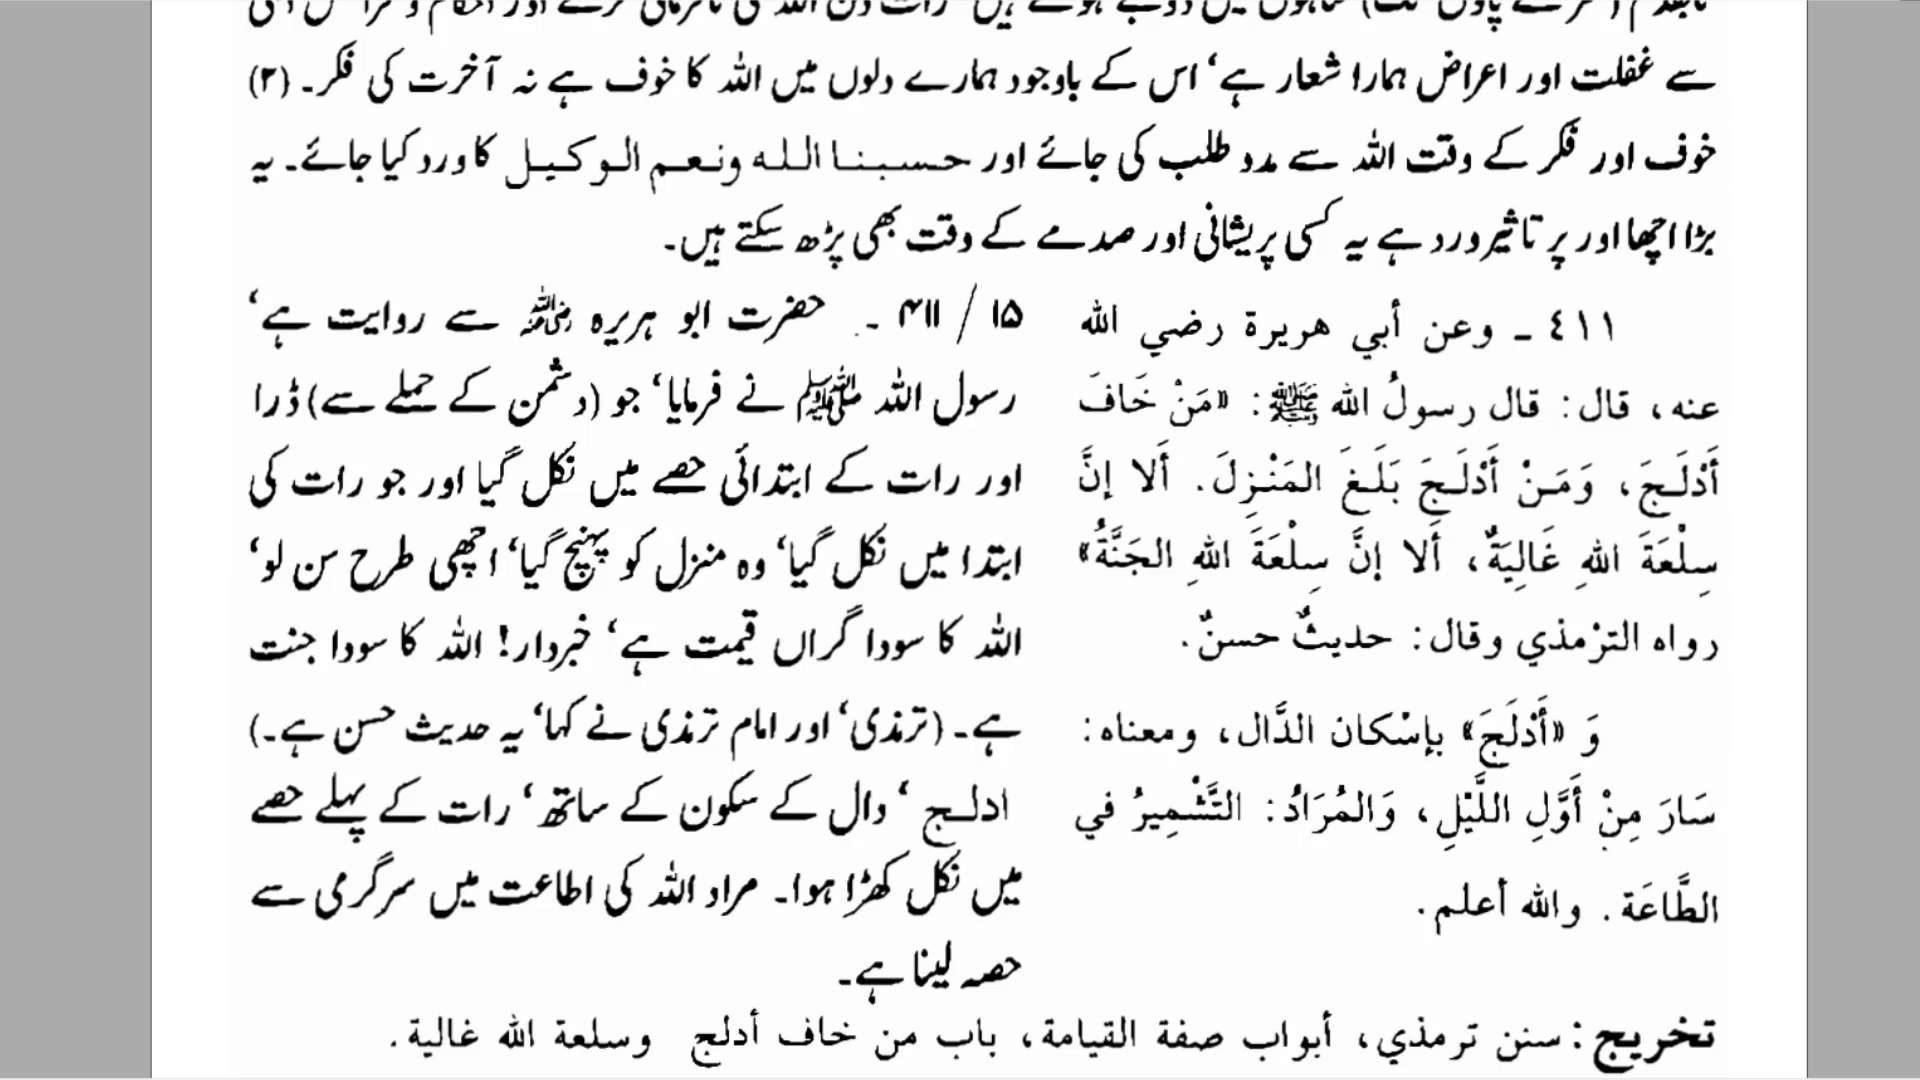 سے غفلت اور اعراض ہمارا شعار ہے‘ اس کے باوجود ہمارے دلوں میں اللہ کا خوف ہے نہ آخرت کی فکر۔ (۲)
خوف اور فکر کے وقت اللہ سے مدد طلب کی جائے اور حسبنا الله ونعم الوكيل کا ورد کیا جائے۔ یہ
بڑا اچھا اور پر تاثیر ورد ہے یہ کسی پریشانی اور صدمے کے وقت بھی پڑھ سکتے ہیں۔
٤١١ ـ وعن أبي هريرة رضي الله
عنه، قال: قال رسولُ الله ﷺ: «مَنْ خَافَ
أَدْلَجَ، وَمَنْ أَدْلَجَ بَلَغَ المَنْزِلَ. ألا إنَّ
سِلْعَةَ اللهِ غَالِيَةٌ، ألا إنَّ سِلْعَةَ اللهِ الجَنَّةُ»
رواه الترْمذي وقال: حديثٌ حسنٌ.
وَ «أَدْلَجَ» بإسْكان الدَّال، ومعناه:
سَارَ مِنْ أَوَّلِ اللَّيْلِ، وَالمُرَادُ: التَّشْمِيرُ في
الطَّاعَة. والله أعلم.
۱۵ / ۴۱۱ ۔ حضرت ابو ہریرہ رضی اللہ عنہ سے روایت ہے‘
رسول اللہ ﷺ نے فرمایا‘ جو (دشمن کے حملے سے) ڈرا
اور رات کے ابتدائی حصے میں نکل گیا اور جو رات کی
ابتدا میں نکل گیا‘ وہ منزل کو پہنچ گیا‘ اچھی طرح سن لو‘
اللہ کا سودا گراں قیمت ہے‘ خبردار! اللہ کا سودا جنت
ہے۔ (ترمذی‘ اور امام ترمذی نے کہا‘ یہ حدیث حسن ہے۔)
ادلج ‘ دال کے سکون کے ساتھ‘ رات کے پہلے حصے
میں نکل کھڑا ہوا۔ مراد اللہ کی اطاعت میں سرگرمی سے
حصہ لینا ہے۔
تخريج: سنن ترمذي، أبواب صفة القيامة، باب من خاف أدلج وسلعة الله غالية.